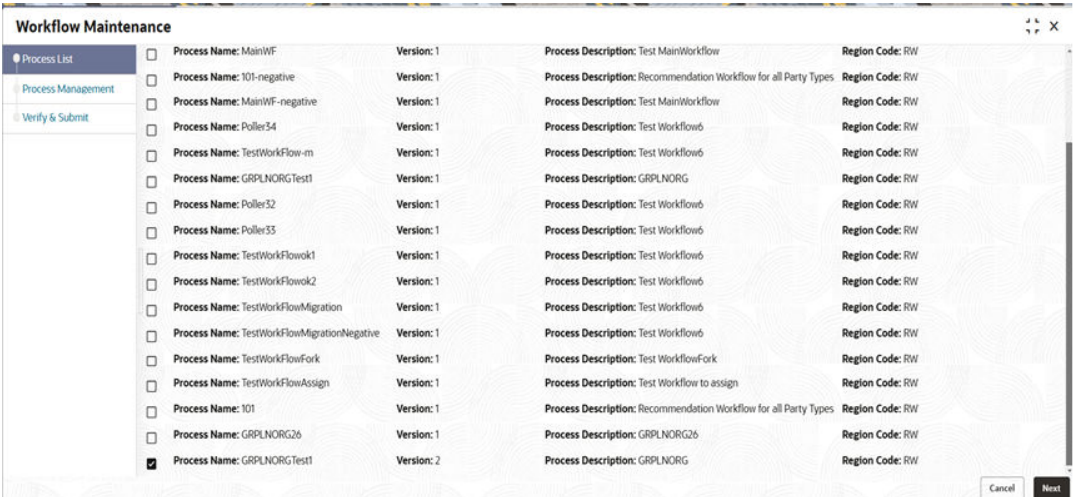 Workflow Maintenance
Process List
Process Management
Verify & Submit
Process Name: MainWF Version: 1 Process Description: Test MainWorkflow Region Code: RW
Process Name: 101-negative Version: 1 Process Description: Recommendation Workflow for all Party Types Region Code: RW
Process Name: MainWF-negative Version: 1 Process Description: Test MainWorkflow Region Code: RW
Process Name: Poller34 Version: 1 Process Description: Test Workflow6 Region Code: RW
Process Name: TestWorkFlow-m Version: 1 Process Description: Test Workflow6 Region Code: RW
Process Name: GRPLNORGTest1 Version: 1 Process Description: GRPLNORG Region Code: RW
Process Name: Poller32 Version: 1 Process Description: Test Workflow6 Region Code: RW
Process Name: Poller33 Version: 1 Process Description: Test Workflow6 Region Code: RW
Process Name: TestWorkFlowok1 Version: 1 Process Description: Test Workflow6 Region Code: RW
Process Name: TestWorkFlowok2 Version: 1 Process Description: Test Workflow6 Region Code: RW
Process Name: TestWorkFlowMigration Version: 1 Process Description: Test Workflow6 Region Code: RW
Process Name: TestWorkFlowMigrationNegative Version: 1 Process Description: Test Workflow6 Region Code: RW
Process Name: TestWorkFlowFork Version: 1 Process Description: Test WorkflowFork Region Code: RW
Process Name: TestWorkFlowAssign Version: 1 Process Description: Test Workflow to assign Region Code: RW
Process Name: 101 Version: 1 Process Description: Recommendation Workflow for all Party Types Region Code: RW
Process Name: GRPLNORG26 Version: 1 Process Description: GRPLNORG26 Region Code: RW
Process Name: GRPLNORGTest1 Version: 2 Process Description: GRPLNORG Region Code: RW
Cancel Next